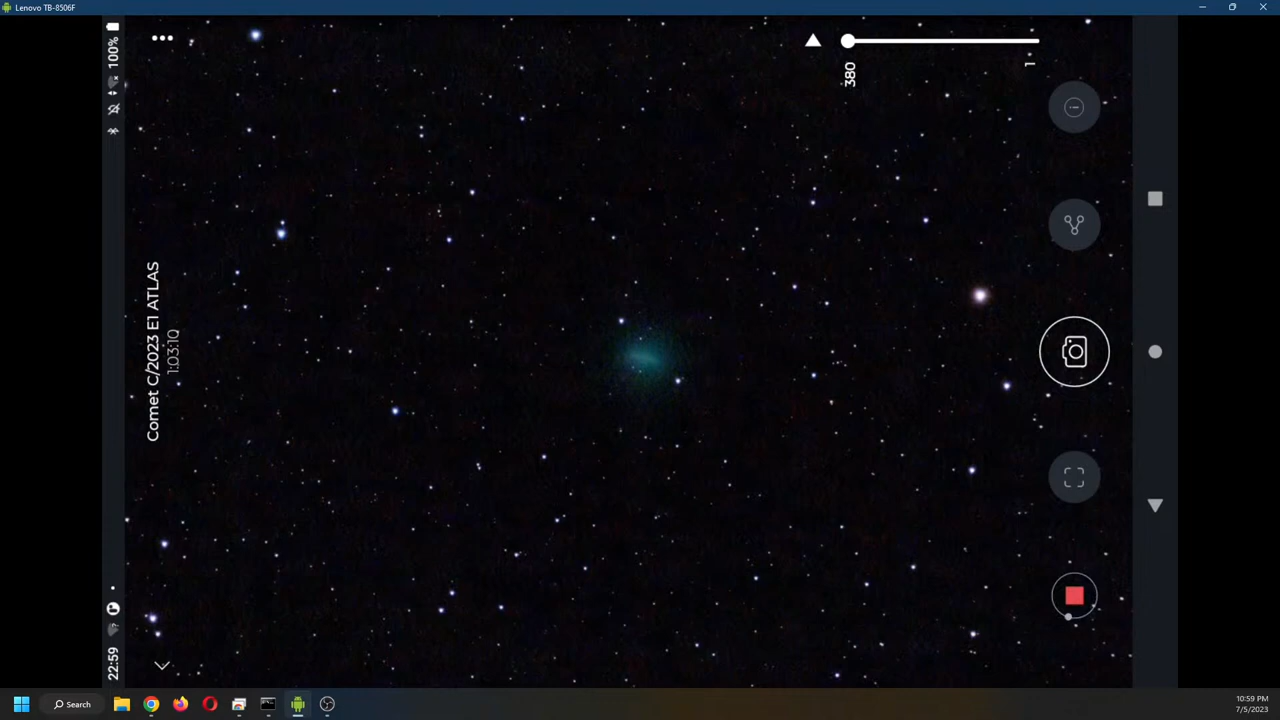 Lenovo TB-8506F
100%
380
1
Comet C/2023 E1 ATLAS
1:03:10
22:59
Search
10:59 PM
7/5/2023